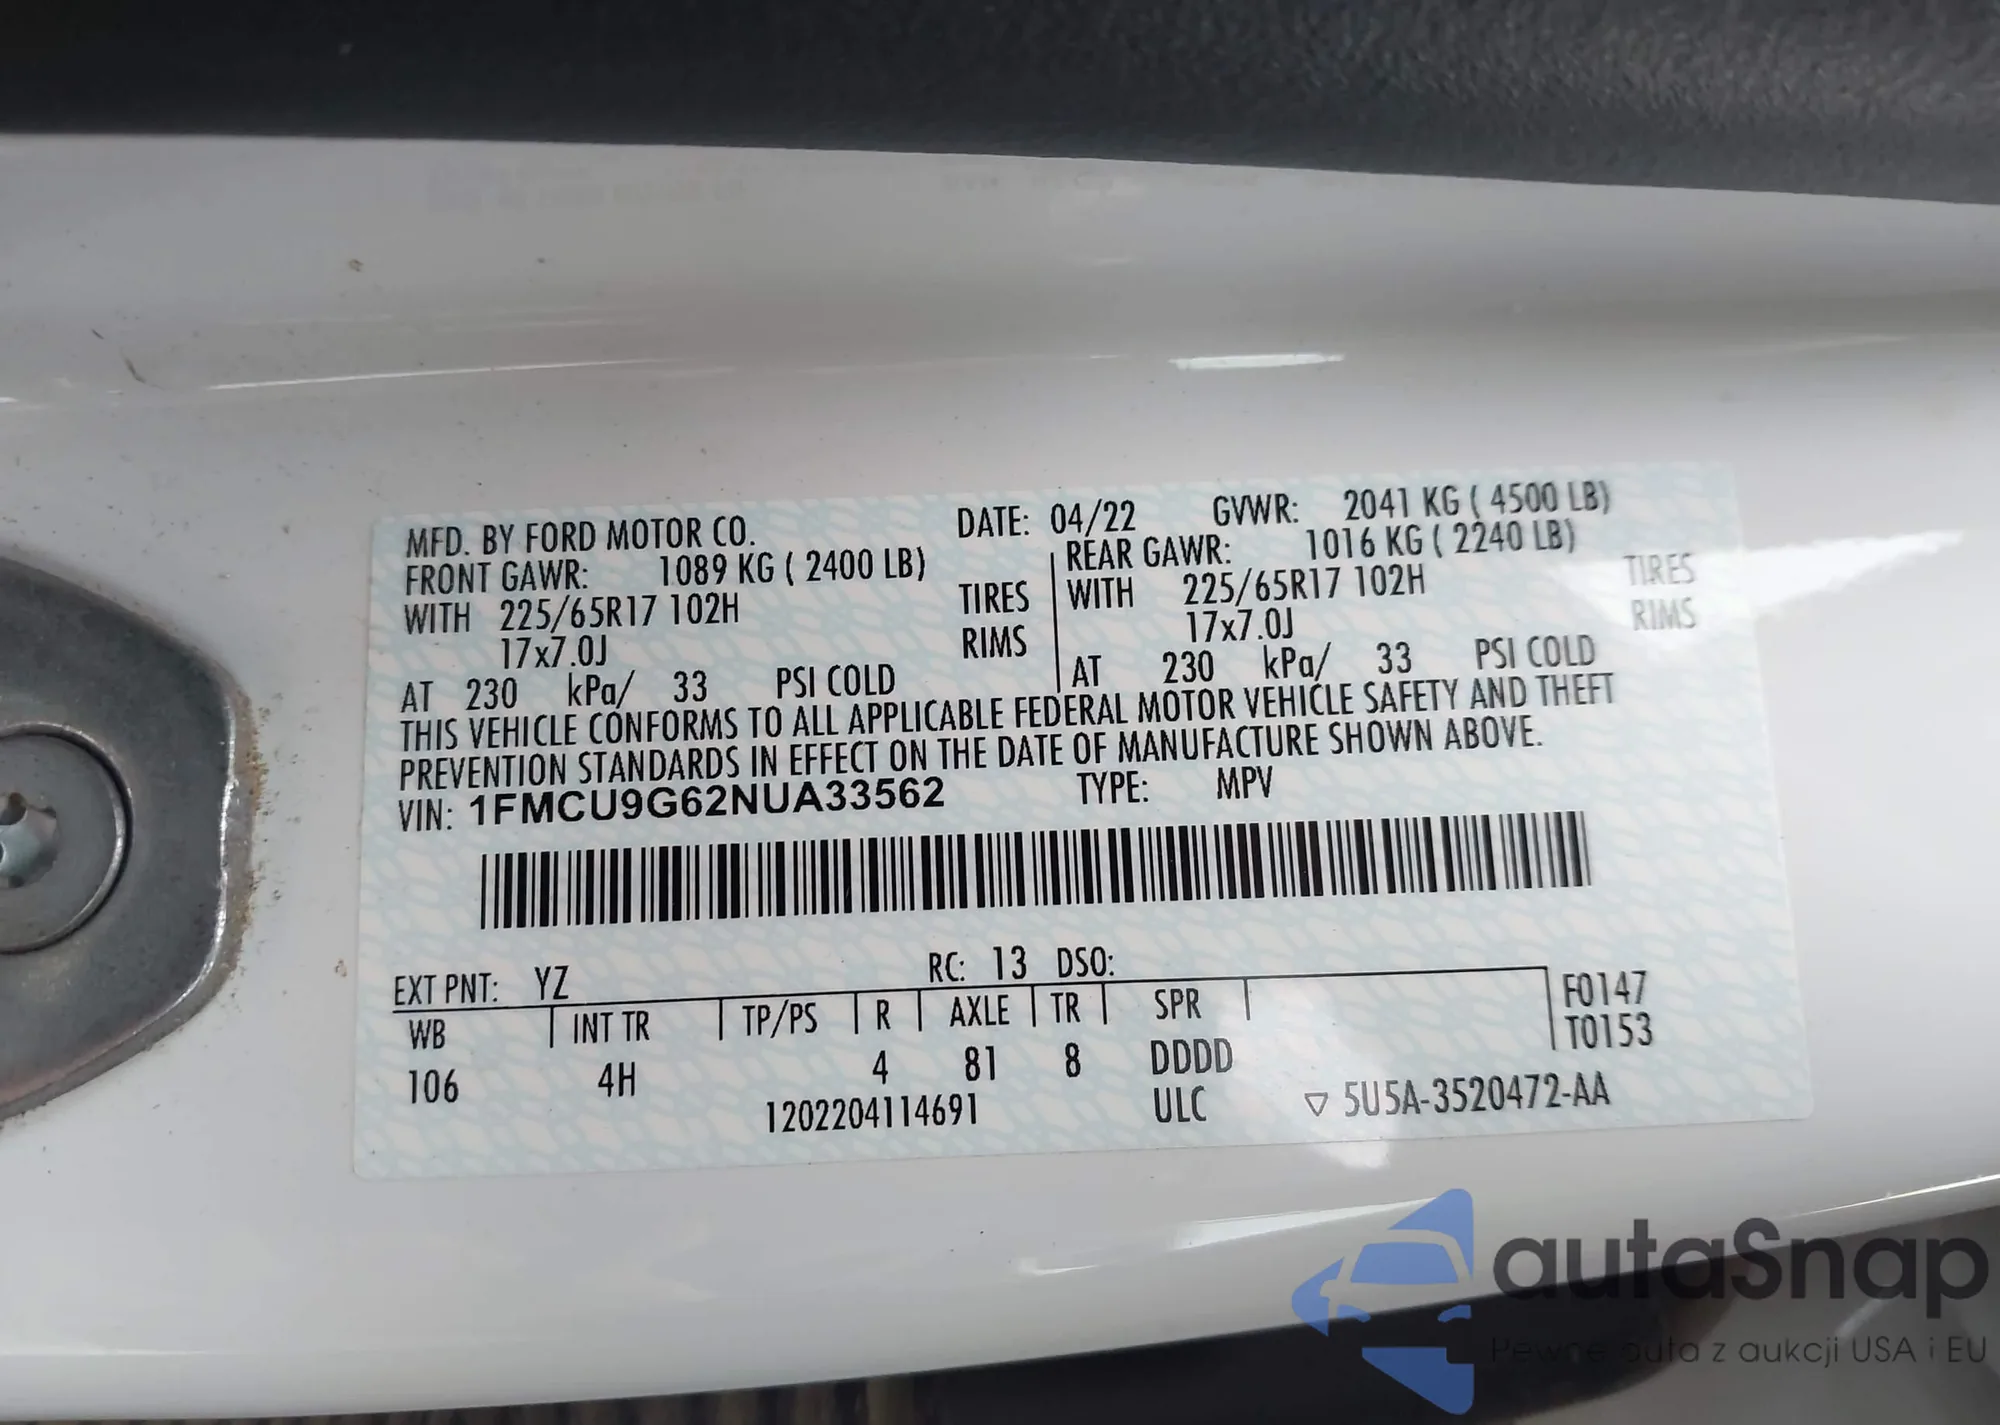 MFD. BY FORD MOTOR CO. DATE: 04/22 GVWR: 2041 KG ( 4500 LB)
FRONT GAWR: 1089 KG ( 2400 LB) REAR GAWR: 1016 KG ( 2240 LB)
WITH 225/65R17 102H TIRES WITH 225/65R17 102H TIRES
17x7.0J RIMS 17x7.0J RIMS
AT 230 kPa/ 33 PSI COLD AT 230 kPa/ 33 PSI COLD
THIS VEHICLE CONFORMS TO ALL APPLICABLE FEDERAL MOTOR VEHICLE SAFETY AND THEFT
PREVENTION STANDARDS IN EFFECT ON THE DATE OF MANUFACTURE SHOWN ABOVE.
VIN: 1FMCU9G62NUA33562 TYPE: MPV
EXT PNT: YZ RC: 13 DSO:
WB INT TR TP/PS R AXLE TR SPR F0147
T0153
106 4H 4 81 8 DDDD
1202204114691 ULC ▽ 5U5A-3520472-AA
autaSnap
Pewne auta z aukcji USA i EU